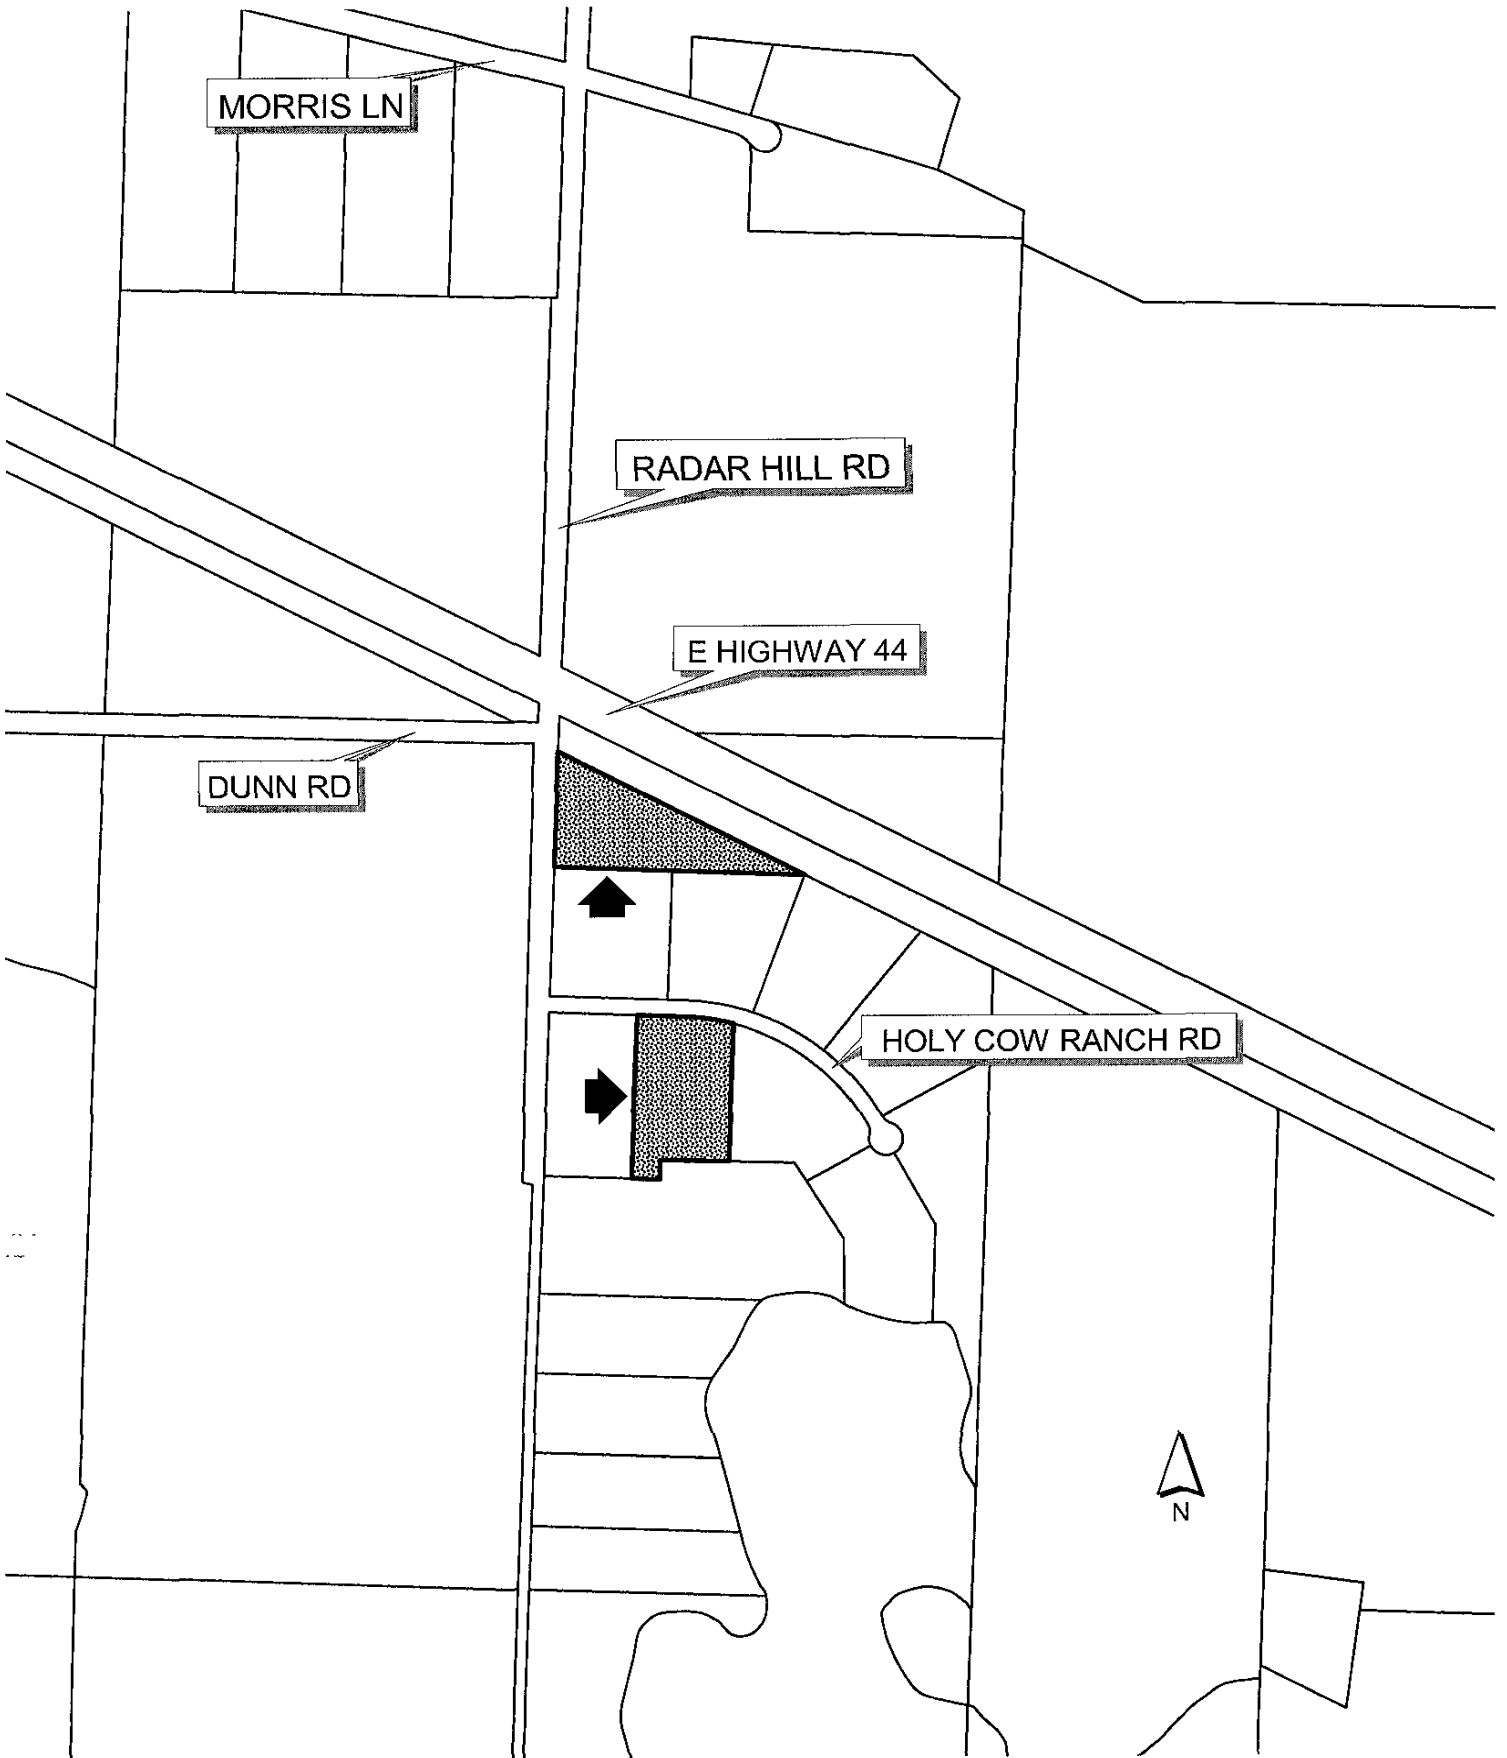 MORRIS LN
RADAR HILL RD
E HIGHWAY 44
DUNN RD
HOLY COW RANCH RD
N